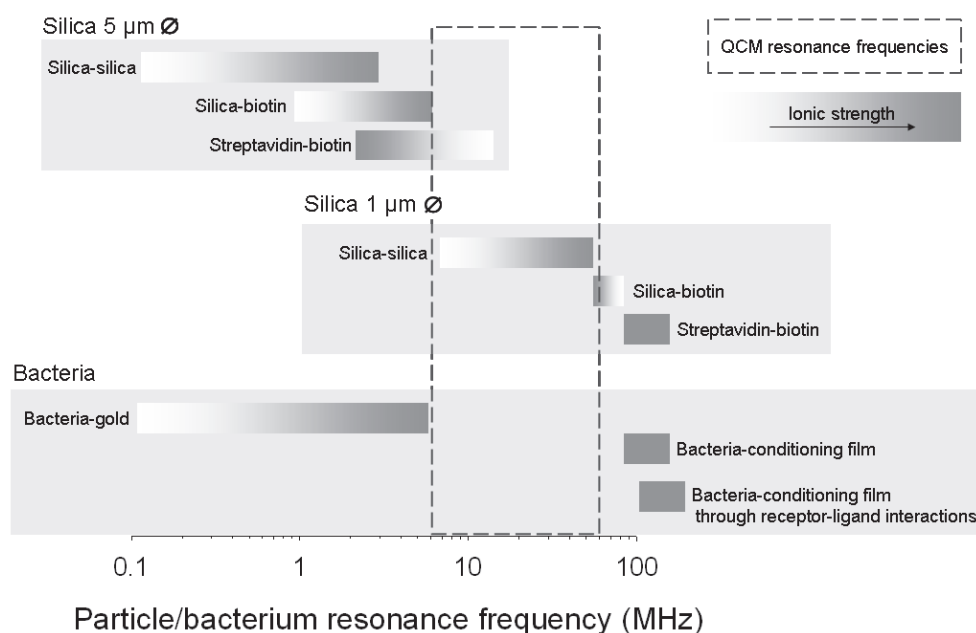 Silica 5 µm Ø
QCM resonance frequencies
Silica-silica
Silica-biotin
Ionic strength
Streptavidin-biotin
Silica 1 µm Ø
Silica-silica
Silica-biotin
Streptavidin-biotin
Bacteria
Bacteria-gold
Bacteria-conditioning film
Bacteria-conditioning film
through receptor-ligand interactions
0.1 1 10 100
Particle/bacterium resonance frequency (MHz)